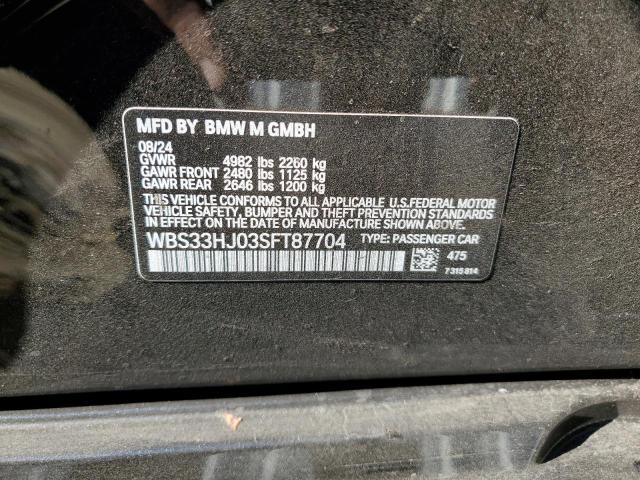 MFD BY BMW M GMBH
08/24
GVWR 4982 lbs 2260 kg
GAWR FRONT 2480 lbs 1125 kg
GAWR REAR 2646 lbs 1200 kg
THIS VEHICLE CONFORMS TO ALL APPLICABLE U.S.FEDERAL MOTOR
VEHICLE SAFETY, BUMPER AND THEFT PREVENTION STANDARDS IN
EFFECT ON THE DATE OF MANUFACTURE SHOWN ABOVE.
WBS33HJ03SFT87704 TYPE: PASSENGER CAR
475
7 315 814